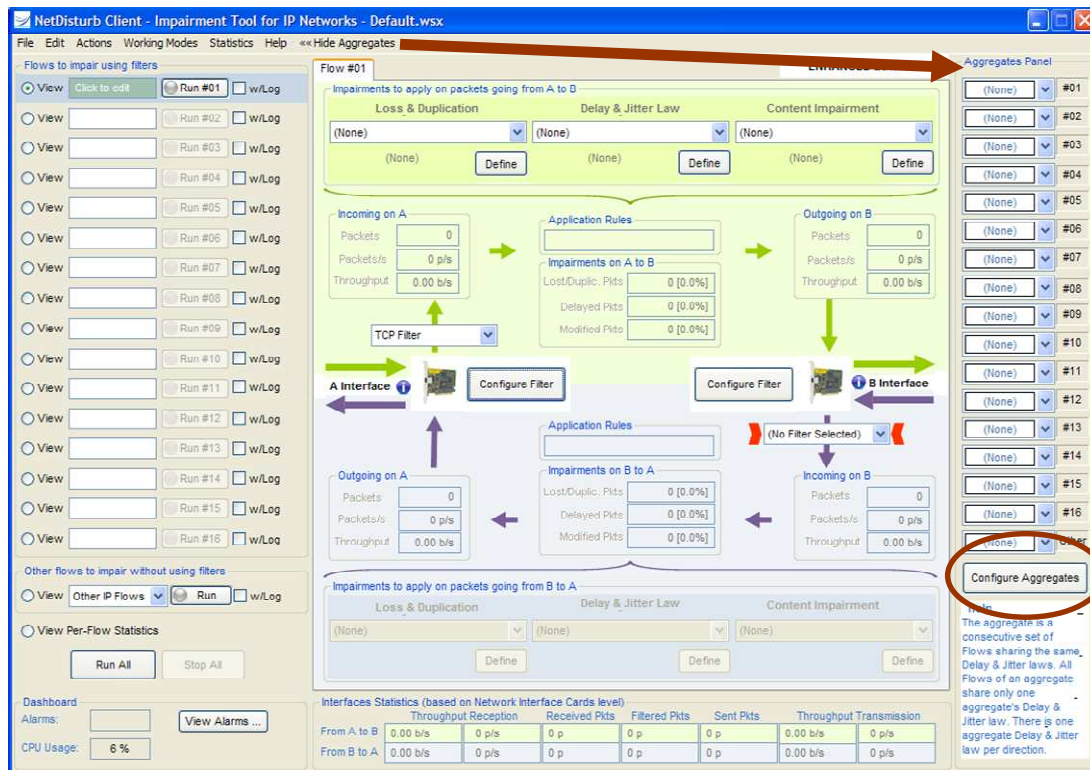 NetDisturb Client - Impairment Tool for IP Networks - Default.wsx
File Edit Actions Working Modes Statistics Help ««Hide Aggregates
Flows to impair using filters
View Click to edit Run #01 w/Log
View Run #02 w/Log
View Run #03 w/Log
View Run #04 w/Log
View Run #05 w/Log
View Run #06 w/Log
View Run #07 w/Log
View Run #08 w/Log
View Run #09 w/Log
View Run #10 w/Log
View Run #11 w/Log
View Run #12 w/Log
View Run #13 w/Log
View Run #14 w/Log
View Run #15 w/Log
View Run #16 w/Log
Other flows to impair without using filters
View Other IP Flows Run w/Log
View Per-Flow Statistics
Run All Stop All
Dashboard
Alarms: View Alarms ...
CPU Usage: 6 %
Flow #01
Impairments to apply on packets going from A to B
Loss & Duplication Delay & Jitter Law Content Impairment
(None) (None) (None)
(None) Define (None) Define (None) Define
Incoming on A
Packets 0
Packets/s 0 p/s
Throughput 0.00 b/s
Application Rules
Impairments on A to B
Lost/Duplic. Pkts 0 [0.0%]
Delayed Pkts 0 [0.0%]
Modified Pkts 0 [0.0%]
Outgoing on B
Packets 0
Packets/s 0 p/s
Throughput 0.00 b/s
TCP Filter
A Interface Configure Filter Configure Filter B Interface
(No Filter Selected)
Outgoing on A
Packets 0
Packets/s 0 p/s
Throughput 0.00 b/s
Application Rules
Impairments on B to A
Lost/Duplic. Pkts 0 [0.0%]
Delayed Pkts 0 [0.0%]
Modified Pkts 0 [0.0%]
Incoming on B
Packets 0
Packets/s 0 p/s
Throughput 0.00 b/s
Impairments to apply on packets going from B to A
Loss & Duplication Delay & Jitter Law Content Impairment
(None) (None) (None)
Define Define Define
Interfaces Statistics (based on Network Interface Cards level)
Throughput Reception Received Pkts Filtered Pkts Sent Pkts Throughput Transmission
From A to B 0.00 b/s 0 p/s 0 p 0 p 0 p 0.00 b/s 0 p/s
From B to A 0.00 b/s 0 p/s 0 p 0 p 0 p 0.00 b/s 0 p/s
Aggregates Panel
(None) #01
(None) #02
(None) #03
(None) #04
(None) #05
(None) #06
(None) #07
(None) #08
(None) #09
(None) #10
(None) #11
(None) #12
(None) #13
(None) #14
(None) #15
(None) #16
(None) Other
Configure Aggregates
Help
The aggregate is a
consecutive set of
Flows sharing the same
Delay & Jitter laws. All
Flows of an aggregate
share only one
aggregate's Delay &
Jitter law. There is one
aggregate Delay & Jitter
law per direction.